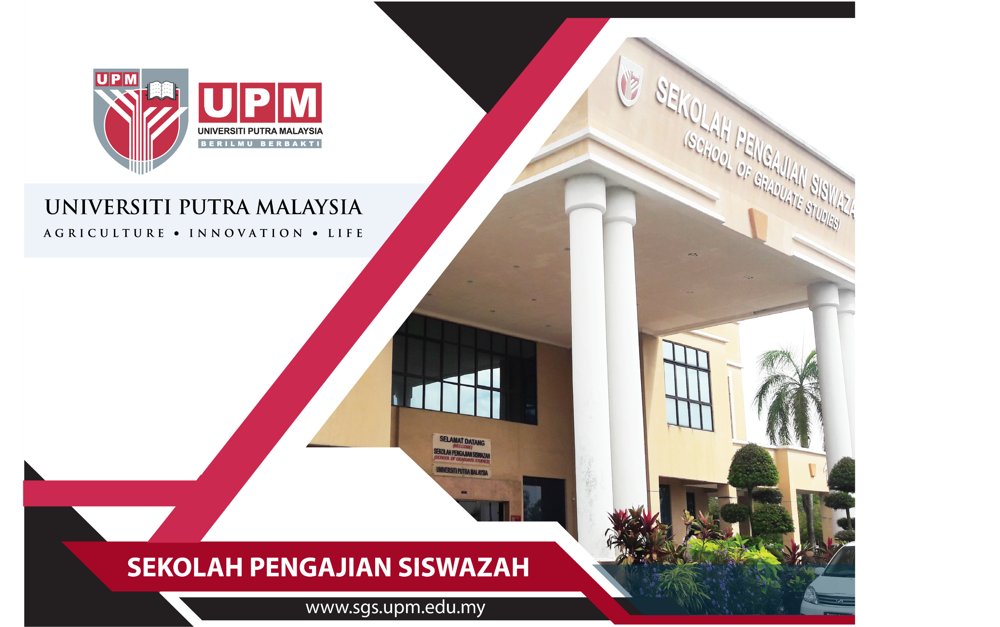 UPM
UPM
UNIVERSITI PUTRA MALAYSIA
BERILMU BERBAKTI
UNIVERSITI PUTRA MALAYSIA
AGRICULTURE • INNOVATION • LIFE
SEKOLAH PENGAJIAN SISWAZA
(SCHOOL OF GRADUATE STUDIES)
SELAMAT DATANG
(WELCOME)
SEKOLAH PENGAJIAN SISWAZAH
(SCHOOL OF GRADUATE STUDIES)
UNIVERSITI PUTRA MALAYSIA
SEKOLAH PENGAJIAN SISWAZAH
www.sgs.upm.edu.my